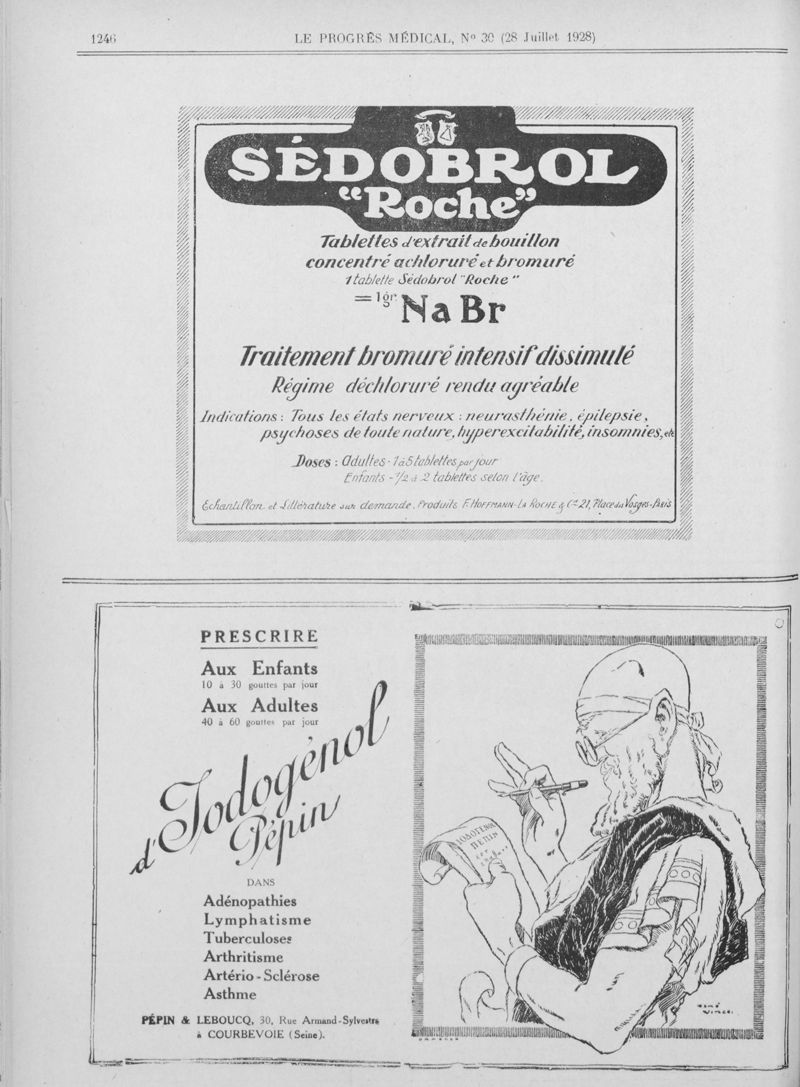 1246
LE PROGRÈS MÉDICAL, No 30 (28 Juillet 1928)
SÉDOBROL
"Roche"
Tablettes d'extrait de bouillon
concentré achloruré et bromuré
1 tablette Sédobrol "Roche"
= 1gr. NaBr
Traitement bromuré intensif dissimulé
Régime déchloruré rendu agréable
Indications : Tous les états nerveux : neurasthénie, épilepsie,
psychoses de toute nature, hyperexcitabilité, insomnies, etc
Doses : Adultes - 1 à 5 tablettes par jour
Enfants - 1/2 à 2 tablettes selon l'âge.
Echantillon et Littérature sur demande. Produits F. HOFFMANN-LA ROCHE & Cie 21, Place des Vosges-PARIS
PRESCRIRE
Aux Enfants
10 à 30 gouttes par jour
Aux Adultes
40 à 60 gouttes par jour
d'Iodogénol
Pépin
DANS
Adénopathies
Lymphatisme
Tuberculoses
Arthritisme
Artério-Sclérose
Asthme
PÉPIN & LEBOUCQ, 30, Rue Armand-Sylvestre
à COURBEVOIE (Seine).
PEPIN
RENÉ
VINCENT